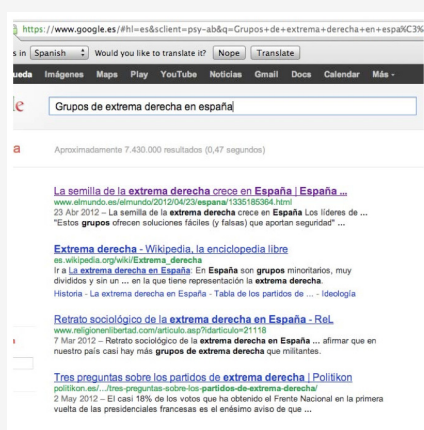 https://www.google.es/#hl=es&sclient=psy-ab&q=Grupos+de+extrema+derecha+en+espa%C3%
s in Spanish Would you like to translate it? Nope Translate
ueda Imágenes Maps Play YouTube Noticias Gmail Docs Calendar Más
le Grupos de extrema derecha en españa
a Aproximadamente 7.430.000 resultados (0,47 segundos)
La semilla de la extrema derecha crece en España | España ...
www.elmundo.es/elmundo/2012/04/23/espana/1335185364.html
23 Abr 2012 – La semilla de la extrema derecha crece en España Los líderes de ...
"Estos grupos ofrecen soluciones fáciles (y falsas) que aportan seguridad" ...
Extrema derecha - Wikipedia, la enciclopedia libre
es.wikipedia.org/wiki/Extrema_derecha
Ir a La extrema derecha en España: En España son grupos minoritarios, muy
divididos y sin un ... en la que tiene representación la extrema derecha.
Historia - La extrema derecha en España - Tabla de los partidos de ... - Ideología
Retrato sociológico de la extrema derecha en España - ReL
www.religionenlibertad.com/articulo.asp?idarticulo=21118
7 Mar 2012 – Retrato sociológico de la extrema derecha en España ... afirmar que en
nuestro país casi hay más grupos de extrema derecha que militantes.
Tres preguntas sobre los partidos de extrema derecha | Politikon
politikon.es/.../tres-preguntas-sobre-los-partidos-de-extrema-derecha/
2 May 2012 – El casi 18% de los votos que ha obtenido el Frente Nacional en la primera
vuelta de las presidenciales francesas es el enésimo aviso de que ...